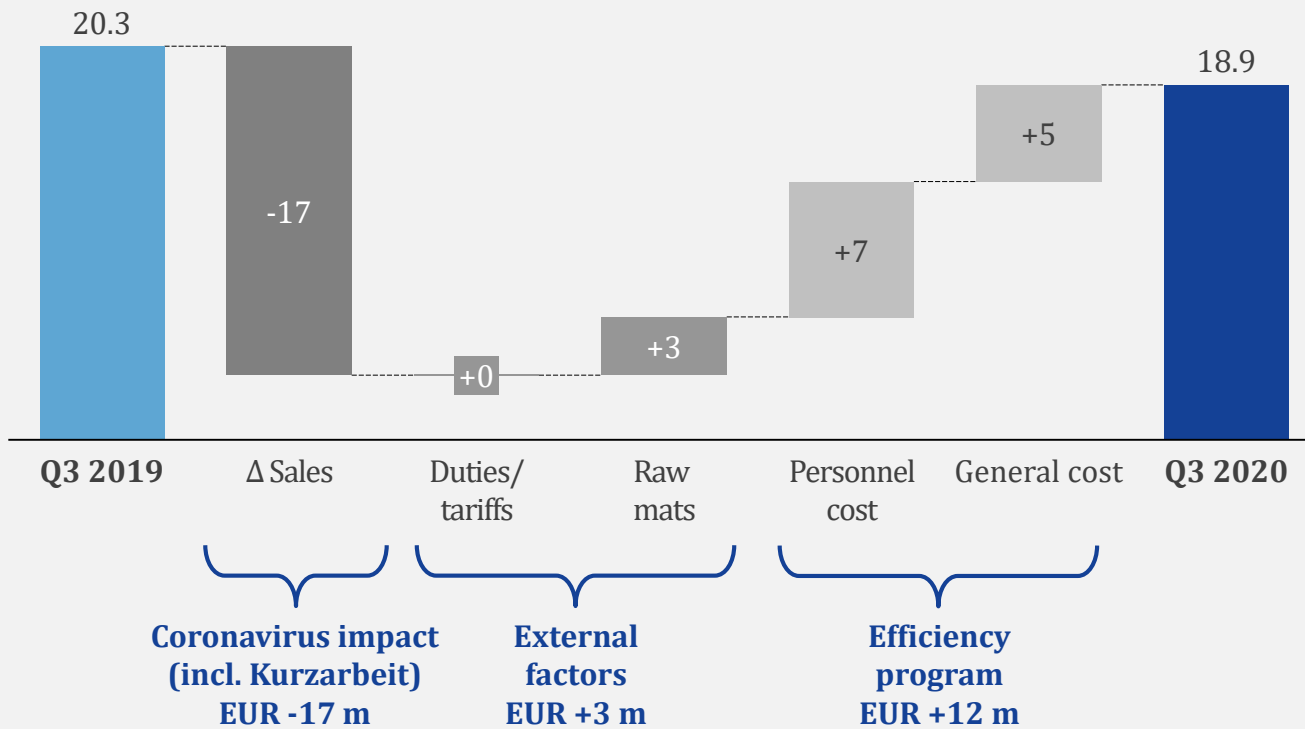 20.3
18.9
+5
-17
+7
+3
+0
Q3 2019
Δ Sales
Duties/
tariffs
Raw
mats
Personnel
cost
General cost
Q3 2020
Coronavirus impact
(incl. Kurzarbeit)
EUR -17 m
External
factors
EUR +3 m
Efficiency
program
EUR +12 m